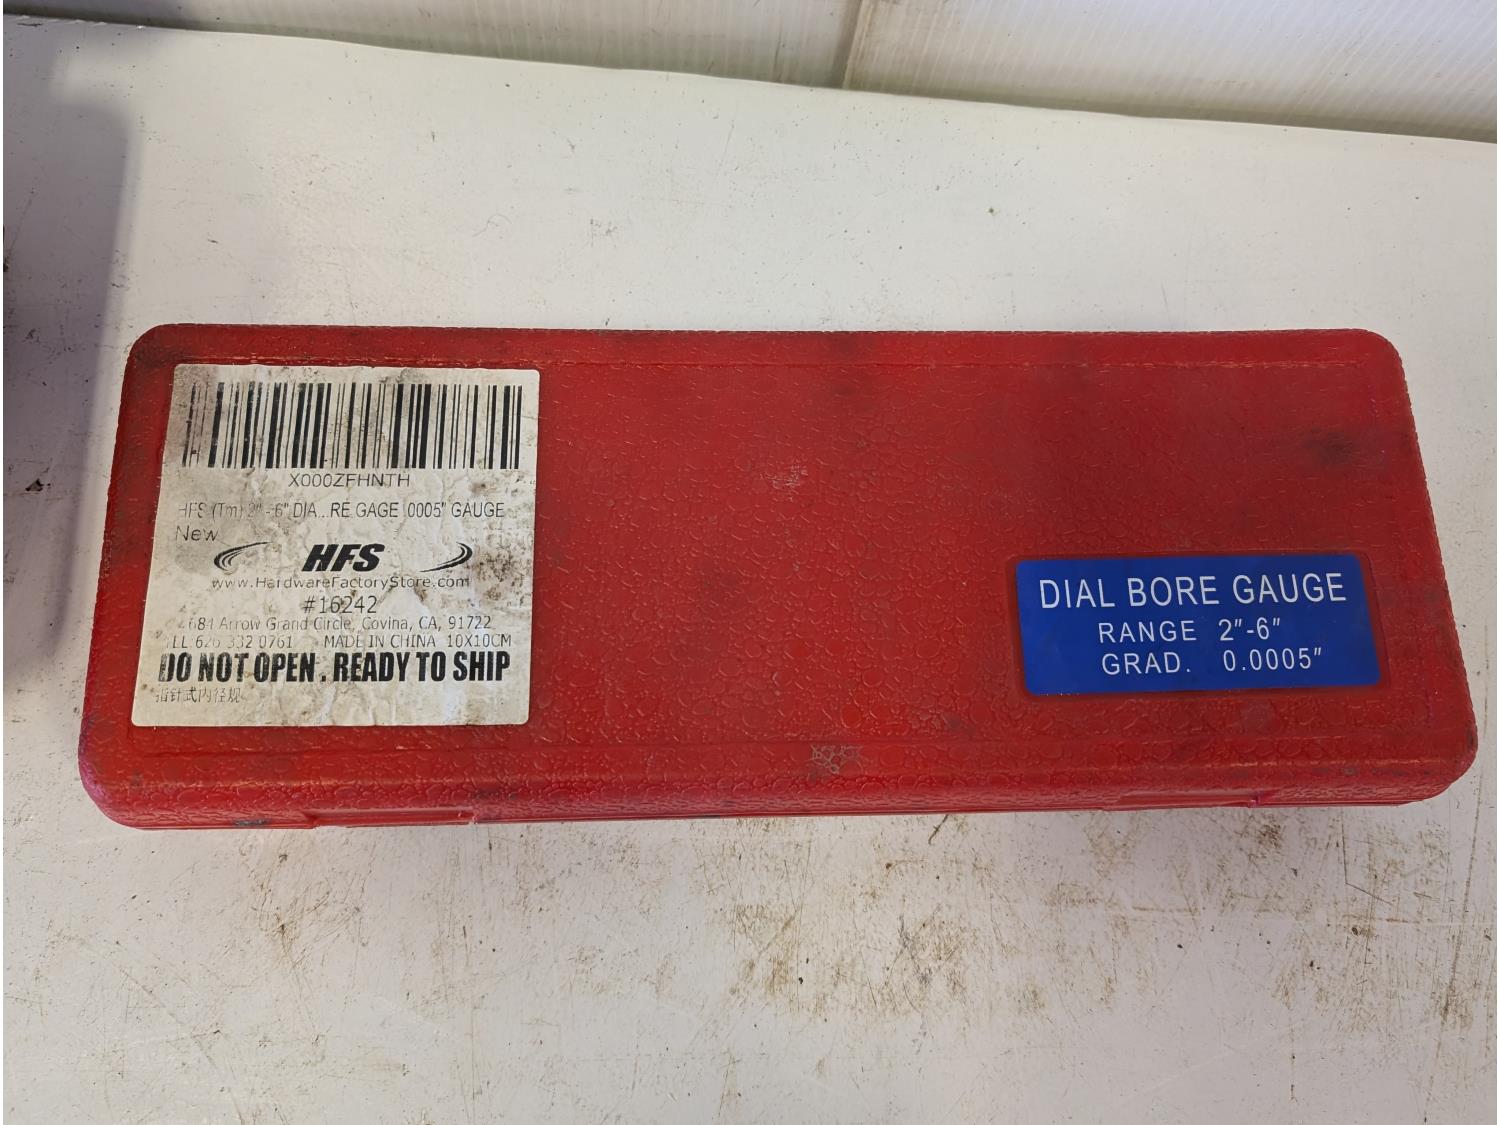 X000ZFHNTH
HFS (Tm) 2" - 6" DIA...RE GAGE .0005" GAUGE
New
HFS
www.HardwareFactoryStore.com
#16242
Arrow Grand Circle, Covina, CA, 91722
626 332 0761 MADE IN CHINA 10X10CM
DO NOT OPEN . READY TO SHIP
指针式内径规
DIAL BORE GAUGE
RANGE 2"-6"
GRAD. 0.0005"